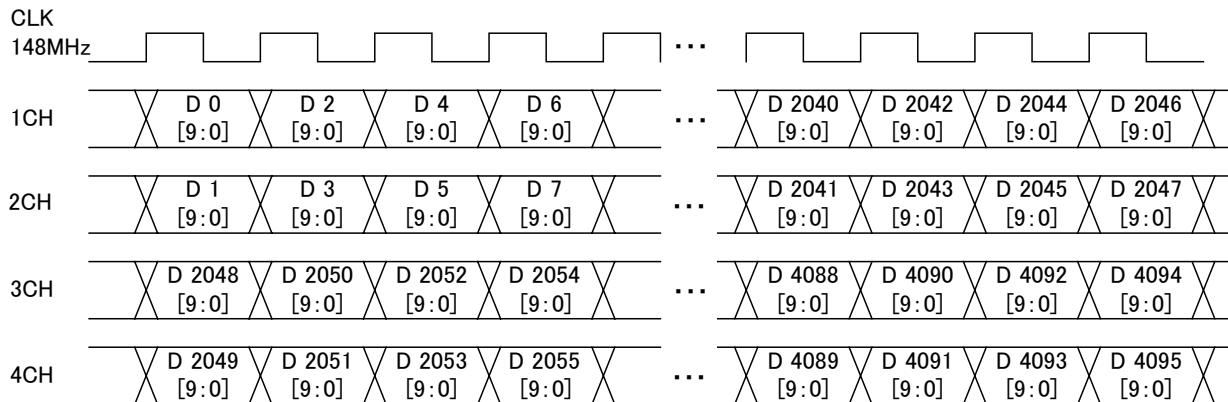 CLK
148MHz
...
1CH
D 0 D 2 D 4 D 6 ... D 2040 D 2042 D 2044 D 2046
[9:0] [9:0] [9:0] [9:0] [9:0] [9:0] [9:0] [9:0]
2CH
D 1 D 3 D 5 D 7 ... D 2041 D 2043 D 2045 D 2047
[9:0] [9:0] [9:0] [9:0] [9:0] [9:0] [9:0] [9:0]
3CH
D 2048 D 2050 D 2052 D 2054 ... D 4088 D 4090 D 4092 D 4094
[9:0] [9:0] [9:0] [9:0] [9:0] [9:0] [9:0] [9:0]
4CH
D 2049 D 2051 D 2053 D 2055 ... D 4089 D 4091 D 4093 D 4095
[9:0] [9:0] [9:0] [9:0] [9:0] [9:0] [9:0] [9:0]